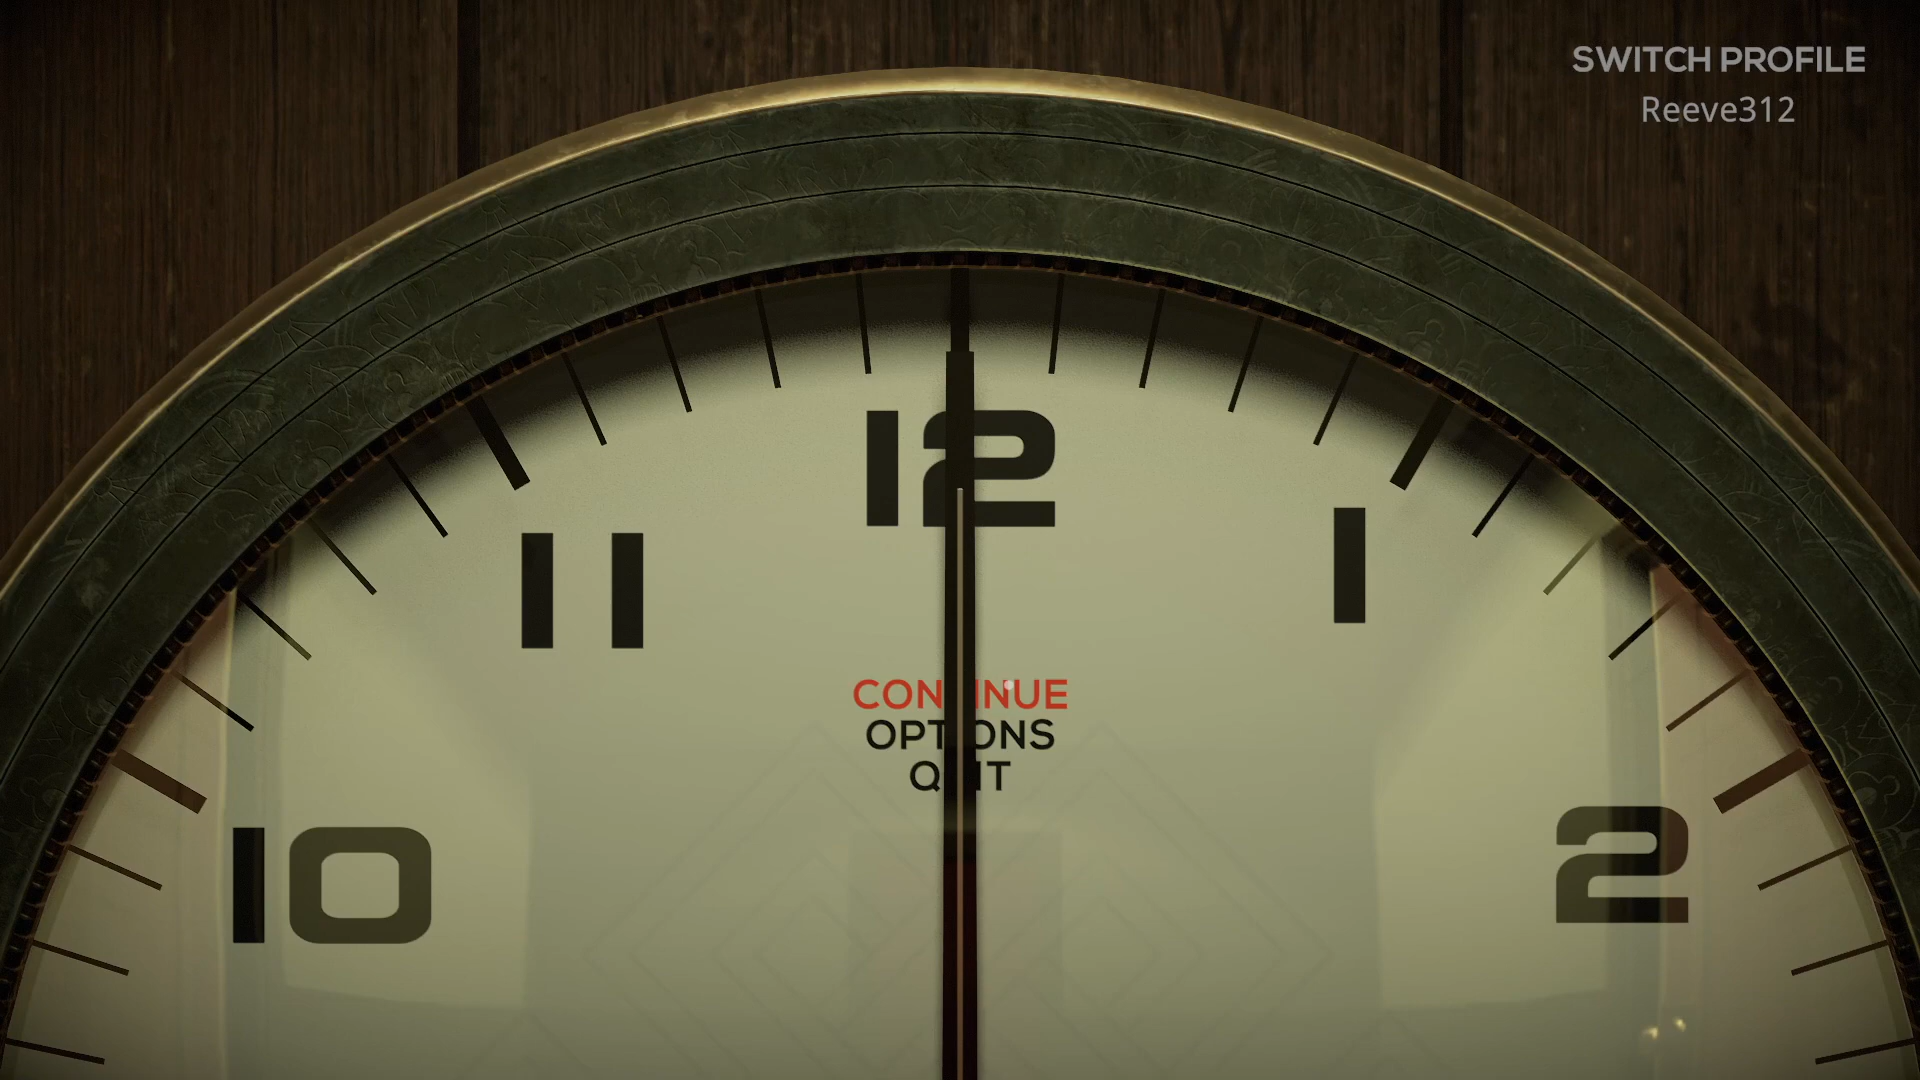 SWITCH PROFILE
Reeve312
12
11
1
CONTINUE
OPTIONS
QUIT
10
2